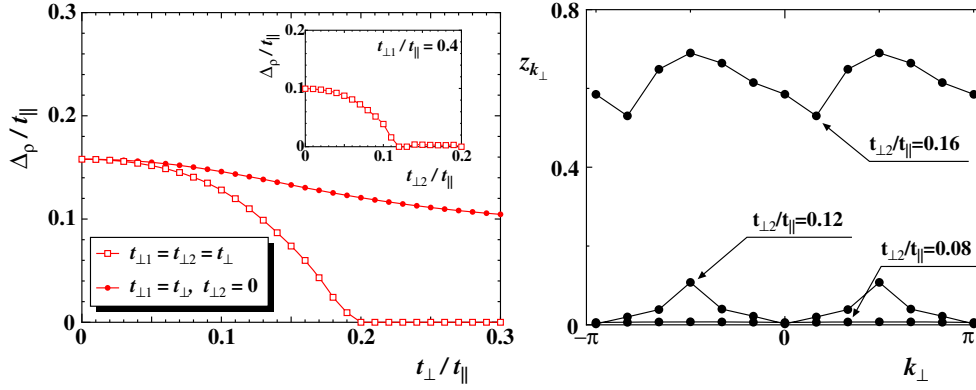 0.3
0.2
0.1
0
Δρ / t∥
0
0.1
0.2
0.3
t⊥ / t∥
t⊥1 = t⊥2 = t⊥
t⊥1 = t⊥, t⊥2 = 0
0.2
0.1
0
Δρ / t∥
t⊥1 / t∥ = 0.4
0
0.1
0.2
t⊥2 / t∥
0.8
zk⊥
0.4
0
t⊥2/t∥=0.16
t⊥2/t∥=0.12
t⊥2/t∥=0.08
−π
0
π
k⊥